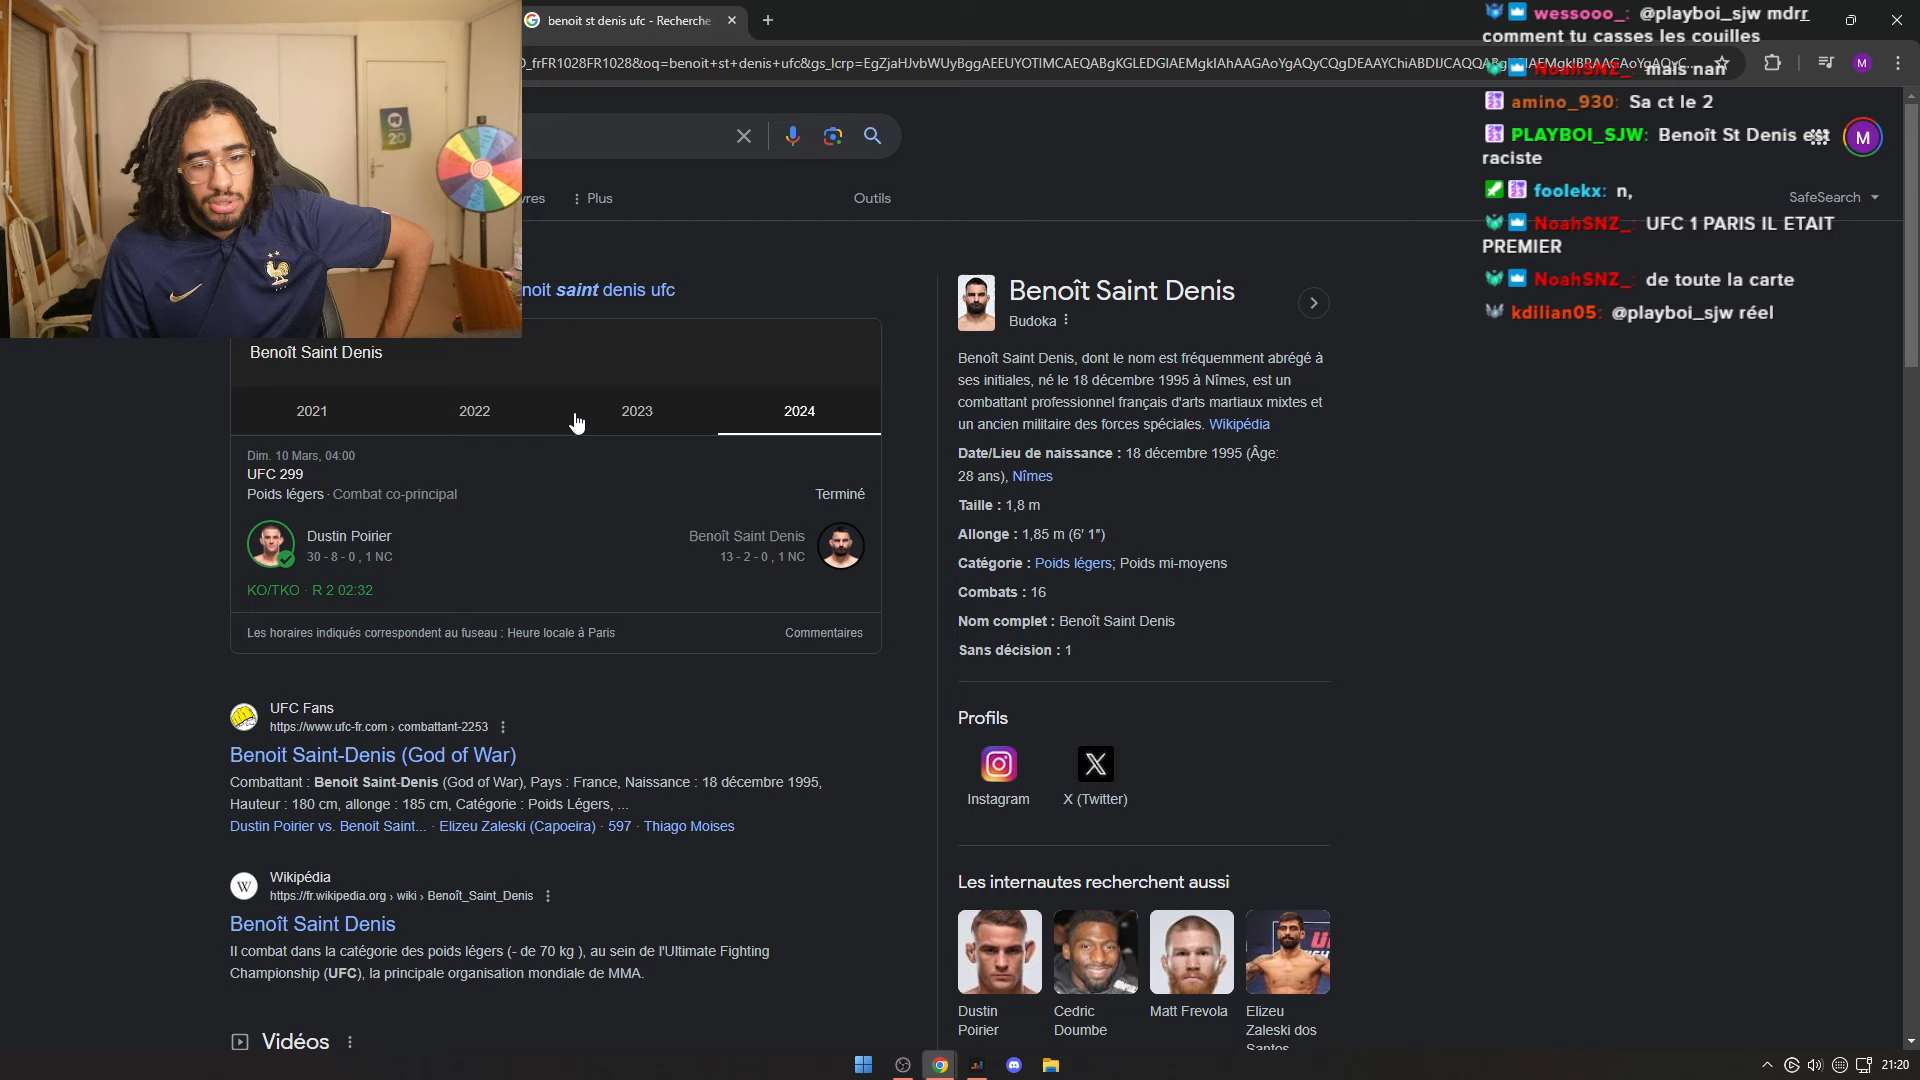 benoit st denis ufc - Recherche
_frFR1028FR1028&oq=benoit+st+denis+ufc&gs_lcrp=
M
20
wessooo_: @playboi_sjw mdrr
comment tu casses les couilles
NoahSNZ_: mais nan
amino_930: Sa ct le 2
PLAYBOI_SJW: Benoît St Denis est
raciste
foolekx: n,
NoahSNZ_: UFC 1 PARIS IL ETAIT
PREMIER
NoahSNZ_: de toute la carte
kdilian05: @playboi_sjw réel
M
vres
Plus
Outils
SafeSearch
noit saint denis ufc
Benoît Saint Denis
2021
2022
2023
2024
Dim. 10 Mars, 04:00
UFC 299
Poids légers · Combat co-principal
Terminé
Dustin Poirier
30 - 8 - 0 , 1 NC
Benoît Saint Denis
13 - 2 - 0 , 1 NC
KO/TKO · R 2 02:32
Les horaires indiqués correspondent au fuseau : Heure locale à Paris
Commentaires
UFC Fans
https://www.ufc-fr.com › combattant-2253
Benoit Saint-Denis (God of War)
Combattant : Benoit Saint-Denis (God of War), Pays : France, Naissance : 18 décembre 1995,
Hauteur : 180 cm, allonge : 185 cm, Catégorie : Poids Légers, ...
Dustin Poirier vs. Benoit Saint... · Elizeu Zaleski (Capoeira) · 597 · Thiago Moises
W
Wikipédia
https://fr.wikipedia.org › wiki › Benoît_Saint_Denis
Benoît Saint Denis
Il combat dans la catégorie des poids légers (- de 70 kg ), au sein de l'Ultimate Fighting
Championship (UFC), la principale organisation mondiale de MMA.
Vidéos
Benoît Saint Denis
Budoka
Benoît Saint Denis, dont le nom est fréquemment abrégé à
ses initiales, né le 18 décembre 1995 à Nîmes, est un
combattant professionnel français d'arts martiaux mixtes et
un ancien militaire des forces spéciales. Wikipédia
Date/Lieu de naissance : 18 décembre 1995 (Âge:
28 ans), Nîmes
Taille : 1,8 m
Allonge : 1,85 m (6′ 1″)
Catégorie : Poids légers; Poids mi-moyens
Combats : 16
Nom complet : Benoît Saint Denis
Sans décision : 1
Profils
Instagram
X (Twitter)
Les internautes recherchent aussi
Dustin
Poirier
Cedric
Doumbe
Matt Frevola
Elizeu
Zaleski dos
Santos
21:20